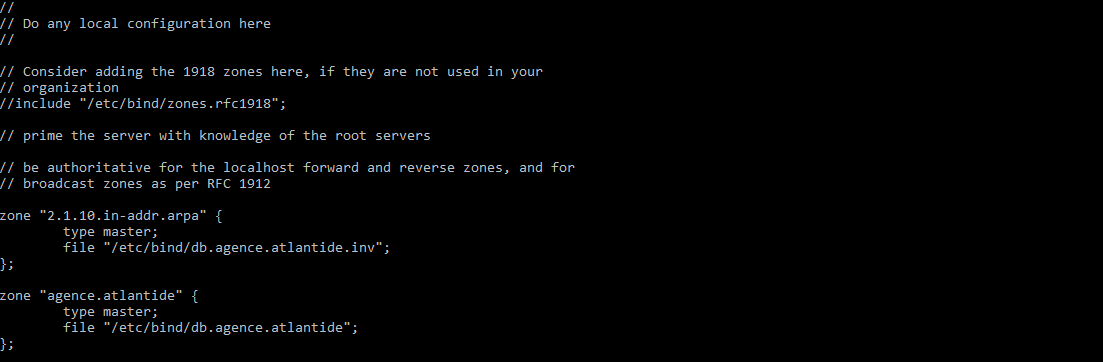 //
// Do any local configuration here
//
// Consider adding the 1918 zones here, if they are not used in your
// organization
//include "/etc/bind/zones.rfc1918";
// prime the server with knowledge of the root servers
// be authoritative for the localhost forward and reverse zones, and for
// broadcast zones as per RFC 1912
zone "2.1.10.in-addr.arpa" {
        type master;
        file "/etc/bind/db.agence.atlantide.inv";
};
zone "agence.atlantide" {
        type master;
        file "/etc/bind/db.agence.atlantide";
};